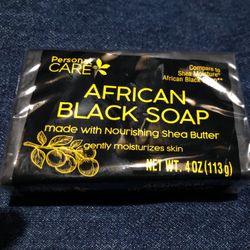 Personal
CARE
Compare to
Shea Moisture®
African Black Soap**
AFRICAN
BLACK SOAP
made with Nourishing Shea Butter
gently moisturizes skin
NET WT. 4 OZ (113 g)